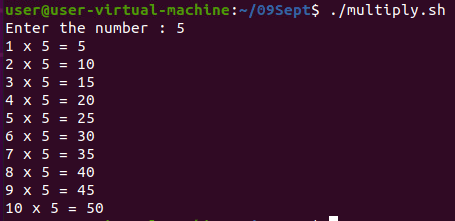 user@user-virtual-machine:~/09Sept$ ./multiply.sh
Enter the number : 5
1 x 5 = 5
2 x 5 = 10
3 x 5 = 15
4 x 5 = 20
5 x 5 = 25
6 x 5 = 30
7 x 5 = 35
8 x 5 = 40
9 x 5 = 45
10 x 5 = 50